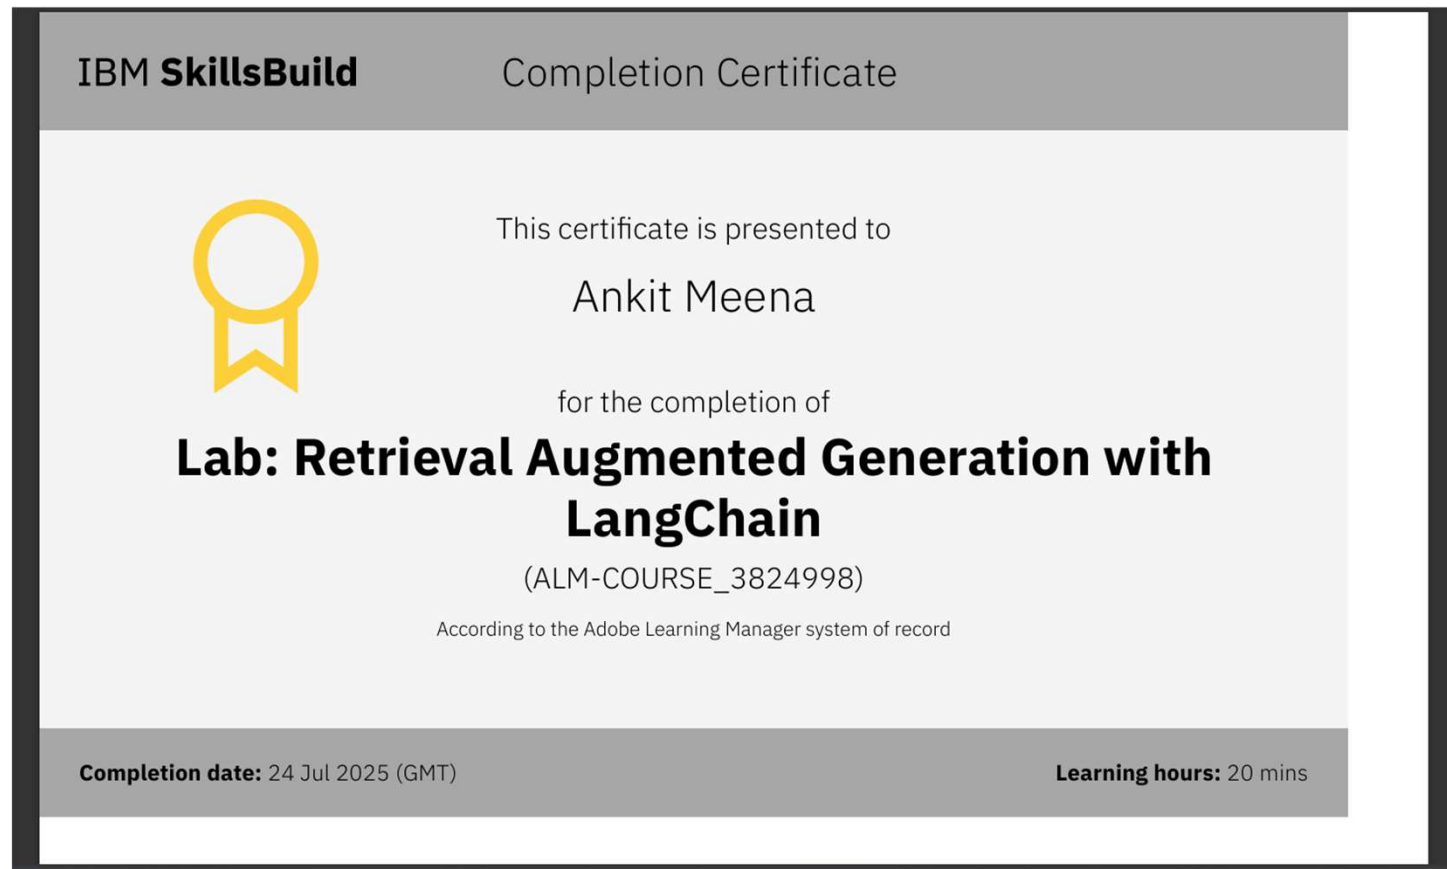 IBM SkillsBuild
Completion Certificate
This certificate is presented to
Ankit Meena
for the completion of
Lab: Retrieval Augmented Generation with
LangChain
(ALM-COURSE_3824998)
According to the Adobe Learning Manager system of record
Completion date: 24 Jul 2025 (GMT)
Learning hours: 20 mins